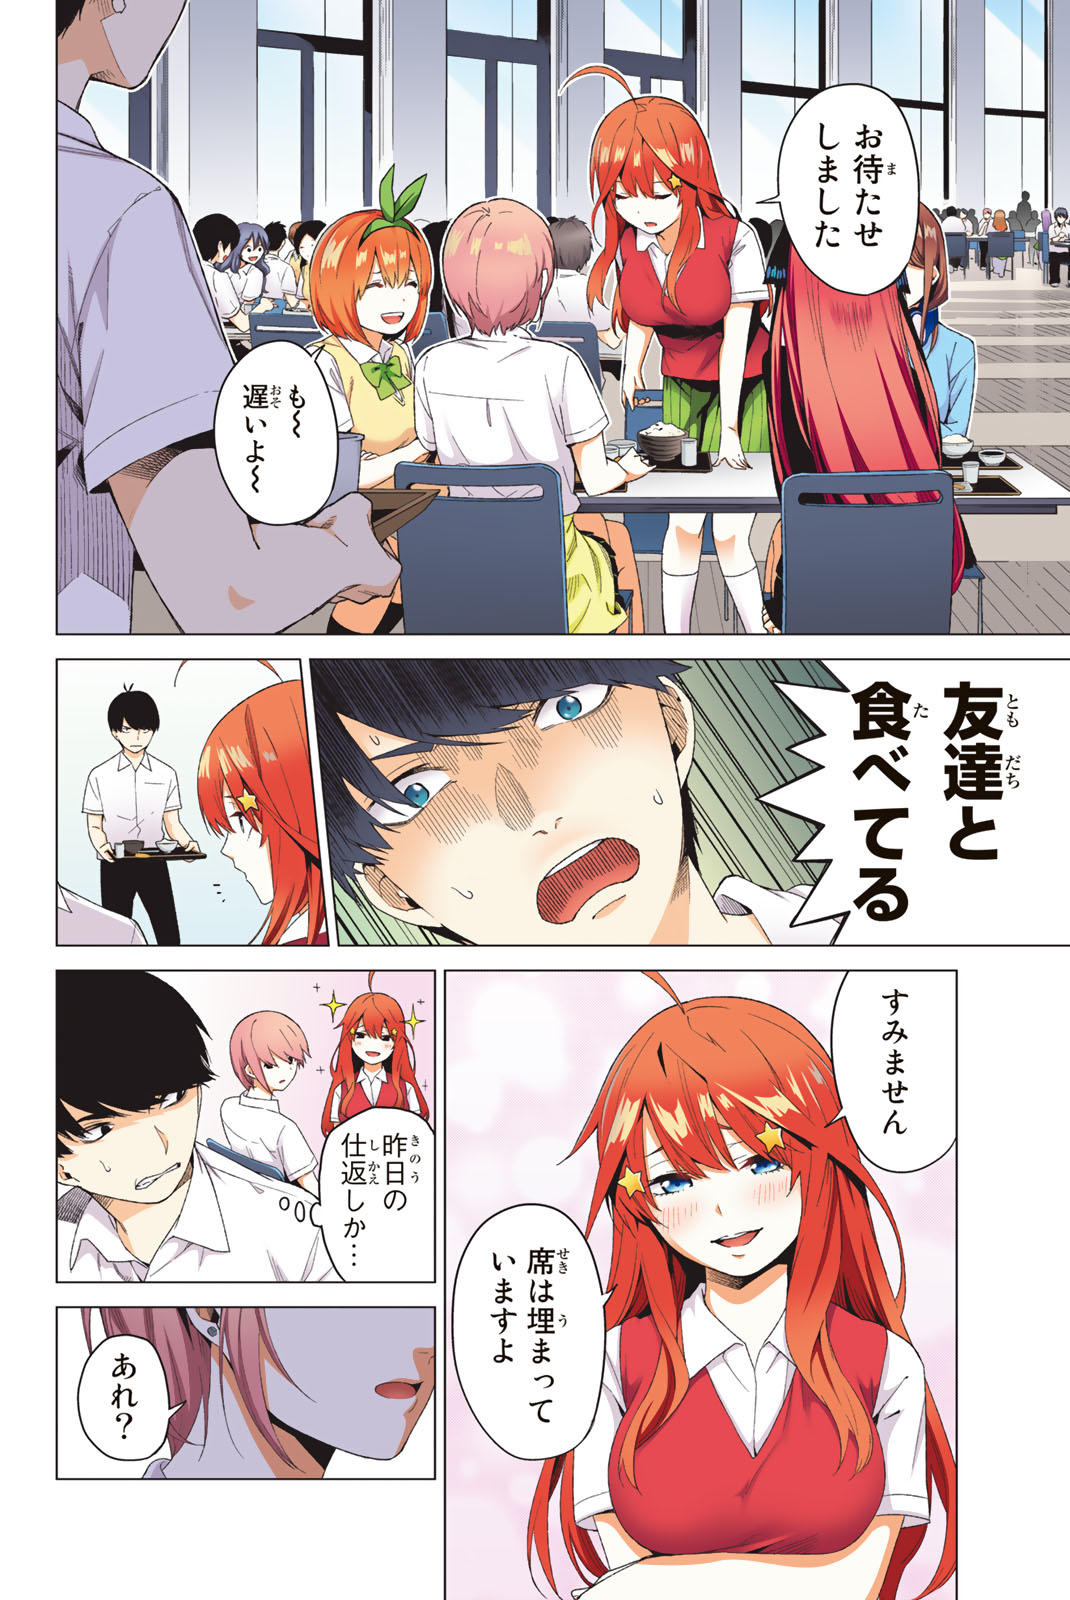 お待たせ
しました
も〜
遅いよ〜
友達と
食べてる
すみません
席は埋まって
いますよ
昨日の
仕返しか…
あれ？